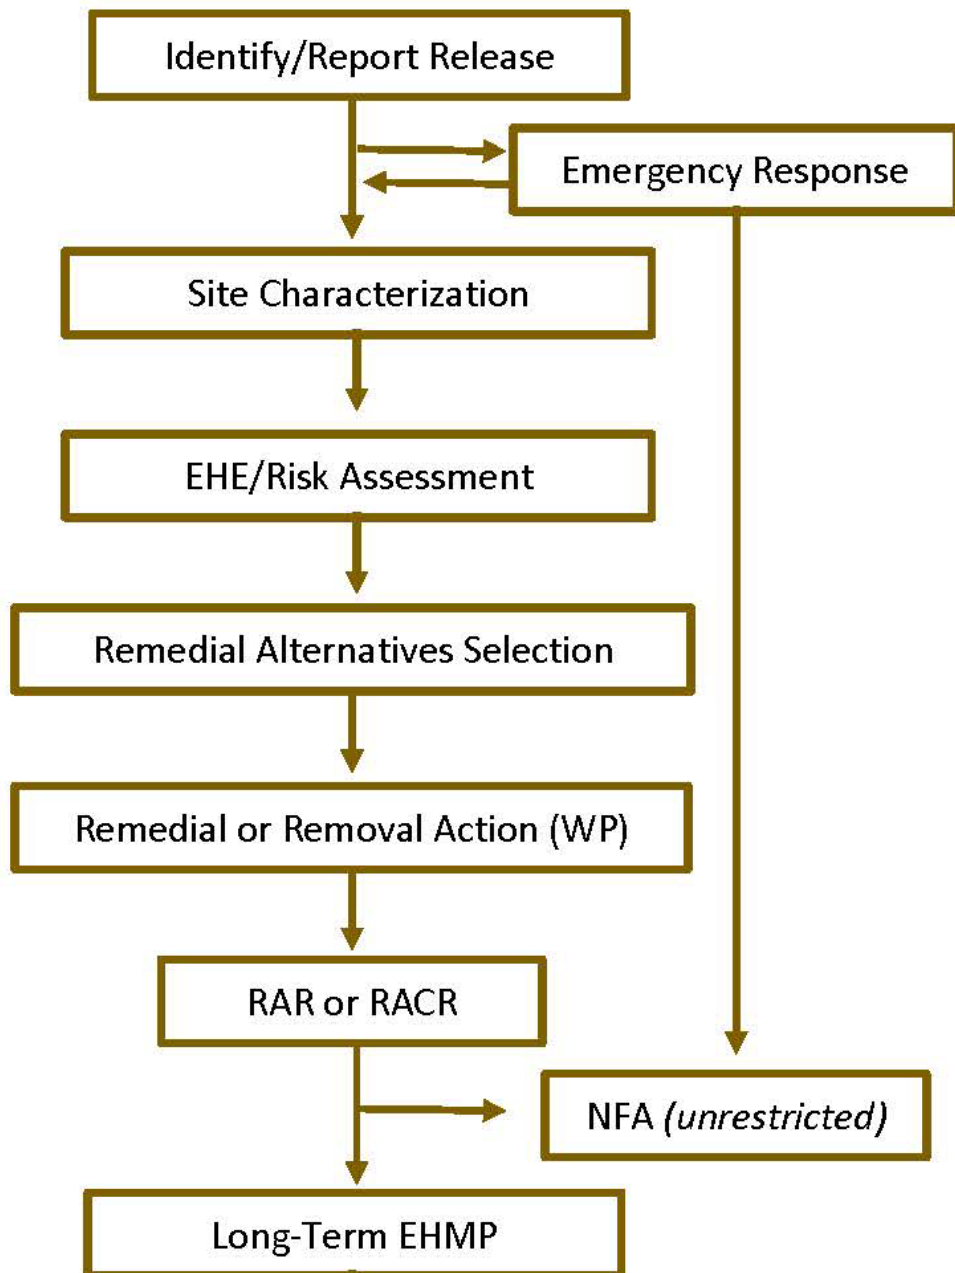 Identify/Report Release
Emergency Response
Site Characterization
EHE/Risk Assessment
Remedial Alternatives Selection
Remedial or Removal Action (WP)
RAR or RACR
NFA (unrestricted)
Long-Term EHMP